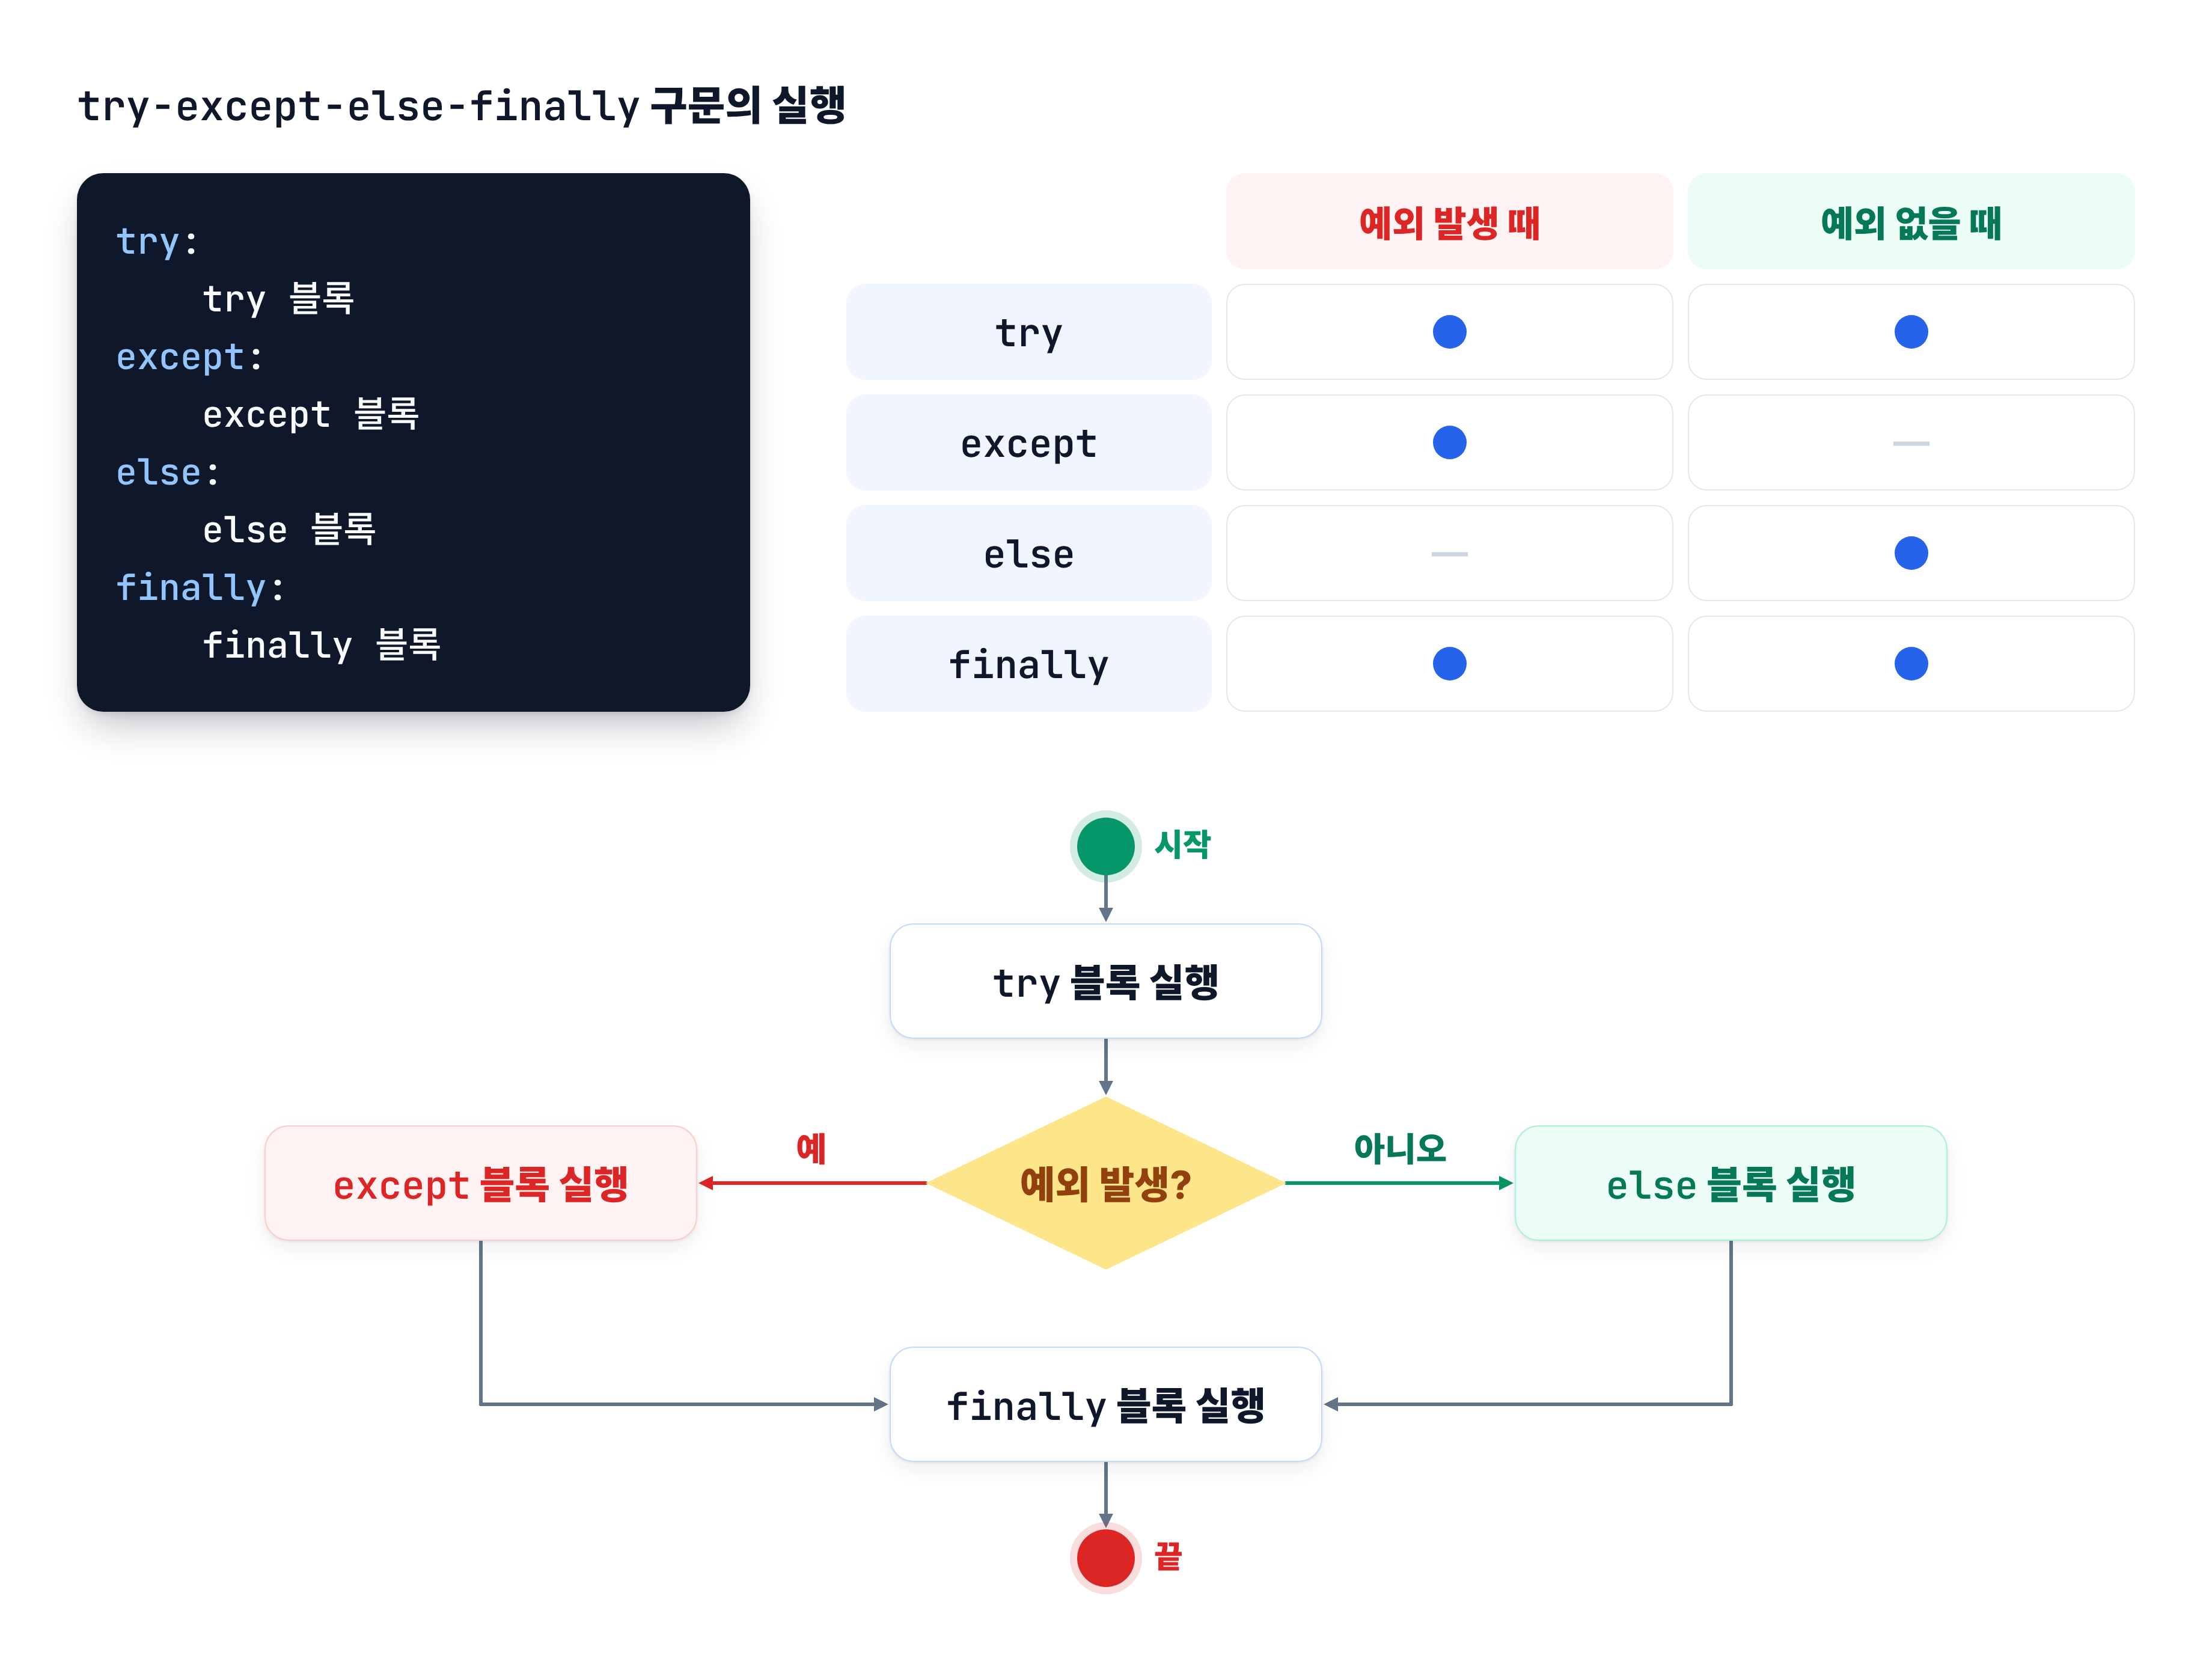 try-except-else-finally 구문의 실행
try:
    try 블록
except:
    except 블록
else:
    else 블록
finally:
    finally 블록
예외 발생 때 예외 없을 때
try
except —
else —
finally
시작
try 블록 실행
예 아니오
except 블록 실행 예외 발생? else 블록 실행
finally 블록 실행
끝